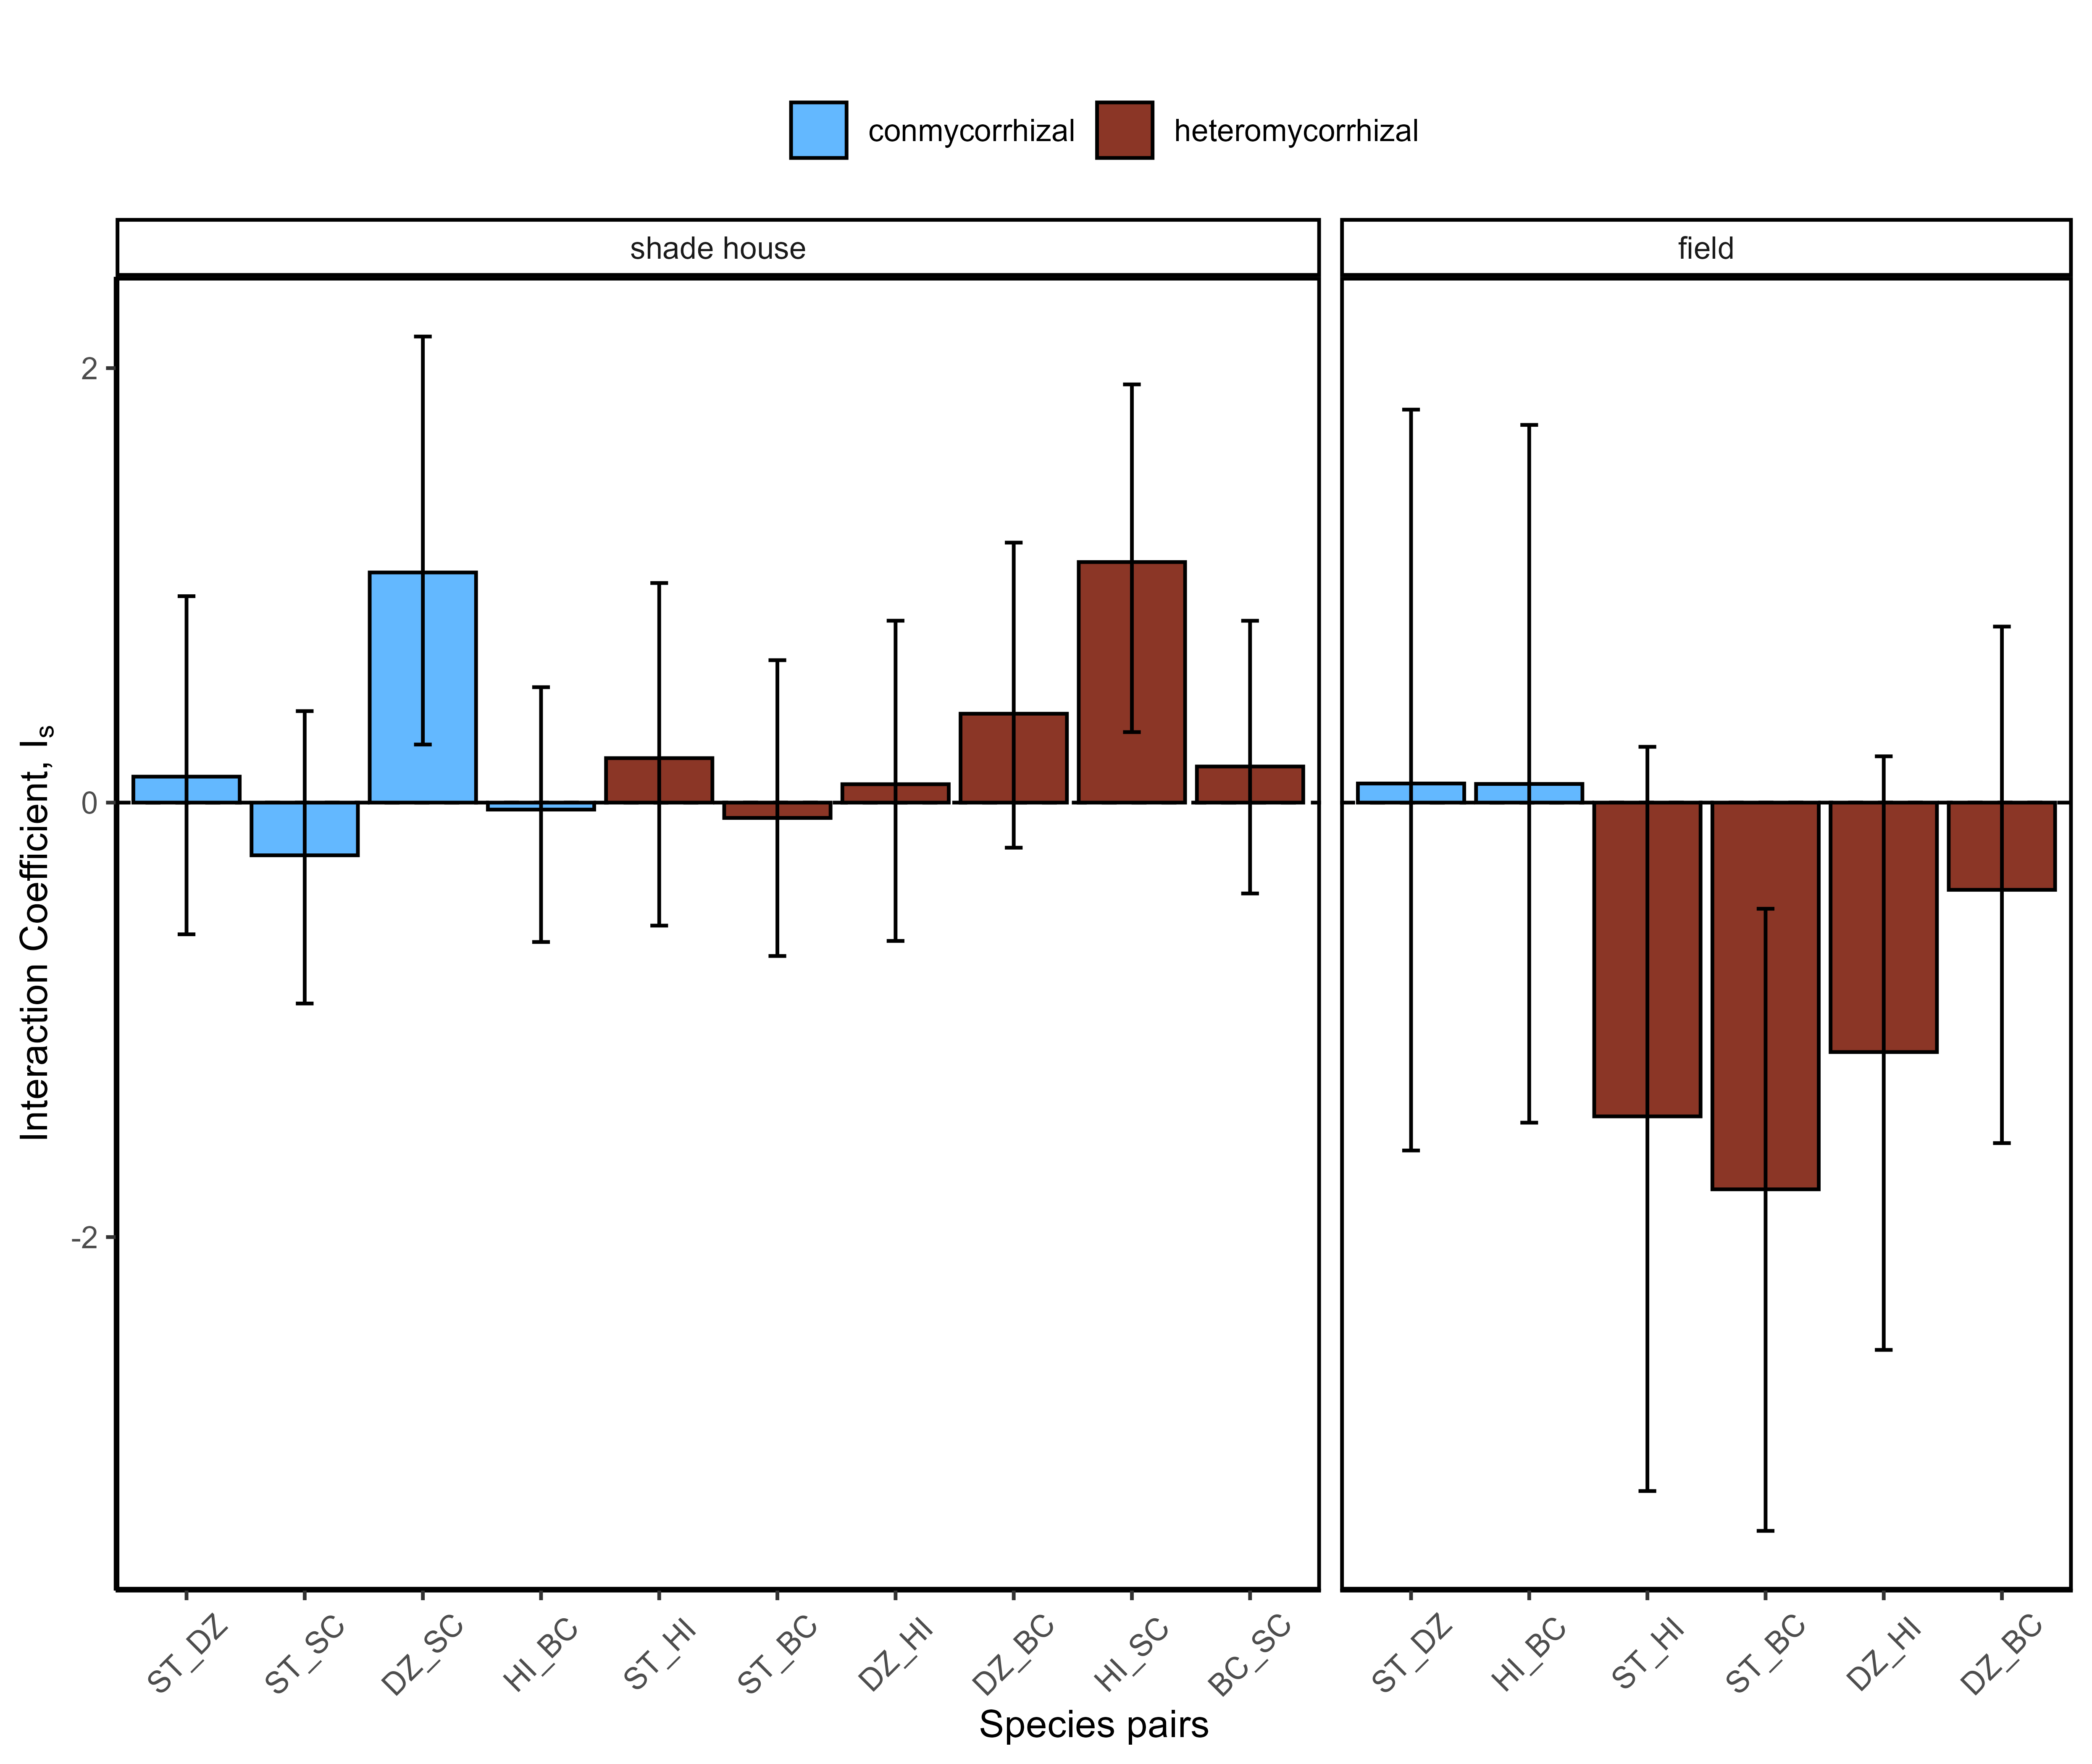 conmycorrhizal heteromycorrhizal
shade house field
2
0
-2
Interaction Coefficient, Is
ST_DZ ST_SC DZ_SC HI_BC ST_HI ST_BC DZ_HI DZ_BC HI_SC BC_SC ST_DZ HI_BC ST_HI ST_BC DZ_HI DZ_BC
Species pairs